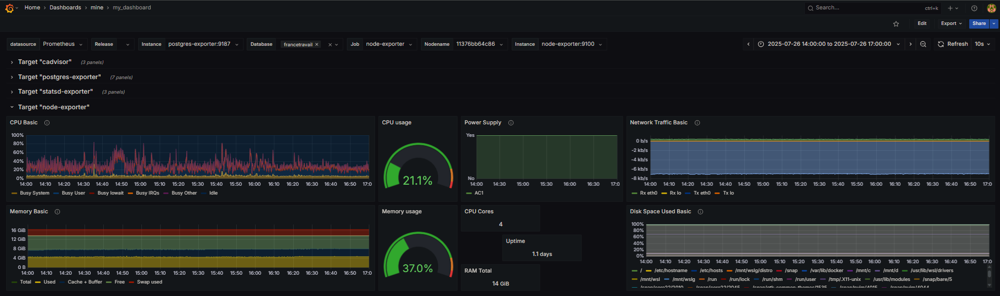 Home › Dashboards › mine › my_dashboard Search... ctrl+k
Edit Export Share
datasource Prometheus Release Instance postgres-exporter:9187 Database francetravail Job node-exporter Nodename 11376bb64c86 Instance node-exporter:9100 2025-07-26 14:00:00 to 2025-07-26 17:00:00 Refresh 10s
Target "cadvisor" (3 panels)
Target "postgres-exporter" (7 panels)
Target "statsd-exporter" (3 panels)
Target "node-exporter"
CPU Basic
100%
80%
60%
40%
20%
0%
14:00 14:10 14:20 14:30 14:40 14:50 15:00 15:10 15:20 15:30 15:40 15:50 16:00 16:10 16:20 16:30 16:40 16:50 17:0
Busy System Busy User Busy Iowait Busy IRQs Busy Other Idle
CPU usage
21.1%
Power Supply
Yes
No
14:00 14:30 15:00 15:30 16:00 16:30 17:0
AC1
Network Traffic Basic
0 b/s
-2 kb/s
-4 kb/s
-6 kb/s
-8 kb/s
14:00 14:10 14:20 14:30 14:40 14:50 15:00 15:10 15:20 15:30 15:40 15:50 16:00 16:10 16:20 16:30 16:40 16:50 17:0
Rx eth0 Rx lo Tx eth0 Tx lo
Memory Basic
16 GiB
12 GiB
8 GiB
4 GiB
0 B
14:00 14:10 14:20 14:30 14:40 14:50 15:00 15:10 15:20 15:30 15:40 15:50 16:00 16:10 16:20 16:30 16:40 16:50 17:0
Total Used Cache + Buffer Free Swap used
Memory usage
37.0%
CPU Cores
4
Uptime
1.1 days
RAM Total
14 GiB
Disk Space Used Basic
100%
80%
60%
40%
20%
0%
14:00 14:10 14:20 14:30 14:40 14:50 15:00 15:10 15:20 15:30 15:40 15:50 16:00 16:10 16:20 16:30 16:40 16:50 17:0
/ /etc/hostname /etc/hosts /mnt/wslg/distro /snap /var/lib/docker /mnt/c /mnt/d /usr/lib/wsl/drivers
/mnt/wsl /mnt/wslg /run /run/lock /run/shm /run/user /tmp/.X11-unix /usr/lib/modules /snap/bare/5